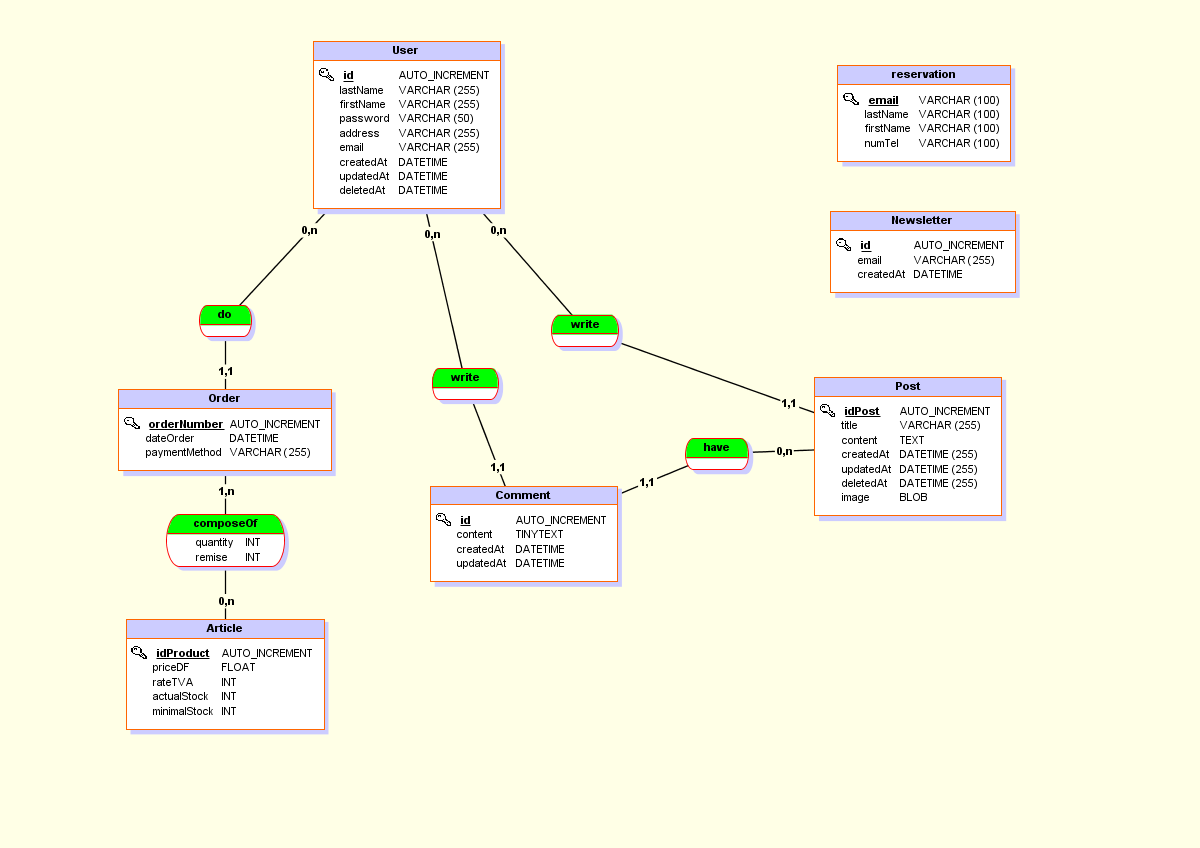 User
id AUTO_INCREMENT
lastName VARCHAR (255)
firstName VARCHAR (255)
password VARCHAR (50)
address VARCHAR (255)
email VARCHAR (255)
createdAt DATETIME
updatedAt DATETIME
deletedAt DATETIME
reservation
email VARCHAR (100)
lastName VARCHAR (100)
firstName VARCHAR (100)
numTel VARCHAR (100)
Newsletter
id AUTO_INCREMENT
email VARCHAR (255)
createdAt DATETIME
0,n
0,n
0,n
do
write
write
1,1
1,1
1,1
Order
orderNumber AUTO_INCREMENT
dateOrder DATETIME
paymentMethod VARCHAR (255)
Post
idPost AUTO_INCREMENT
title VARCHAR (255)
content TEXT
createdAt DATETIME (255)
updatedAt DATETIME (255)
deletedAt DATETIME (255)
image BLOB
have
0,n
1,1
Comment
id AUTO_INCREMENT
content TINYTEXT
createdAt DATETIME
updatedAt DATETIME
1,n
composeOf
quantity INT
remise INT
0,n
Article
idProduct AUTO_INCREMENT
priceDF FLOAT
rateTVA INT
actualStock INT
minimalStock INT